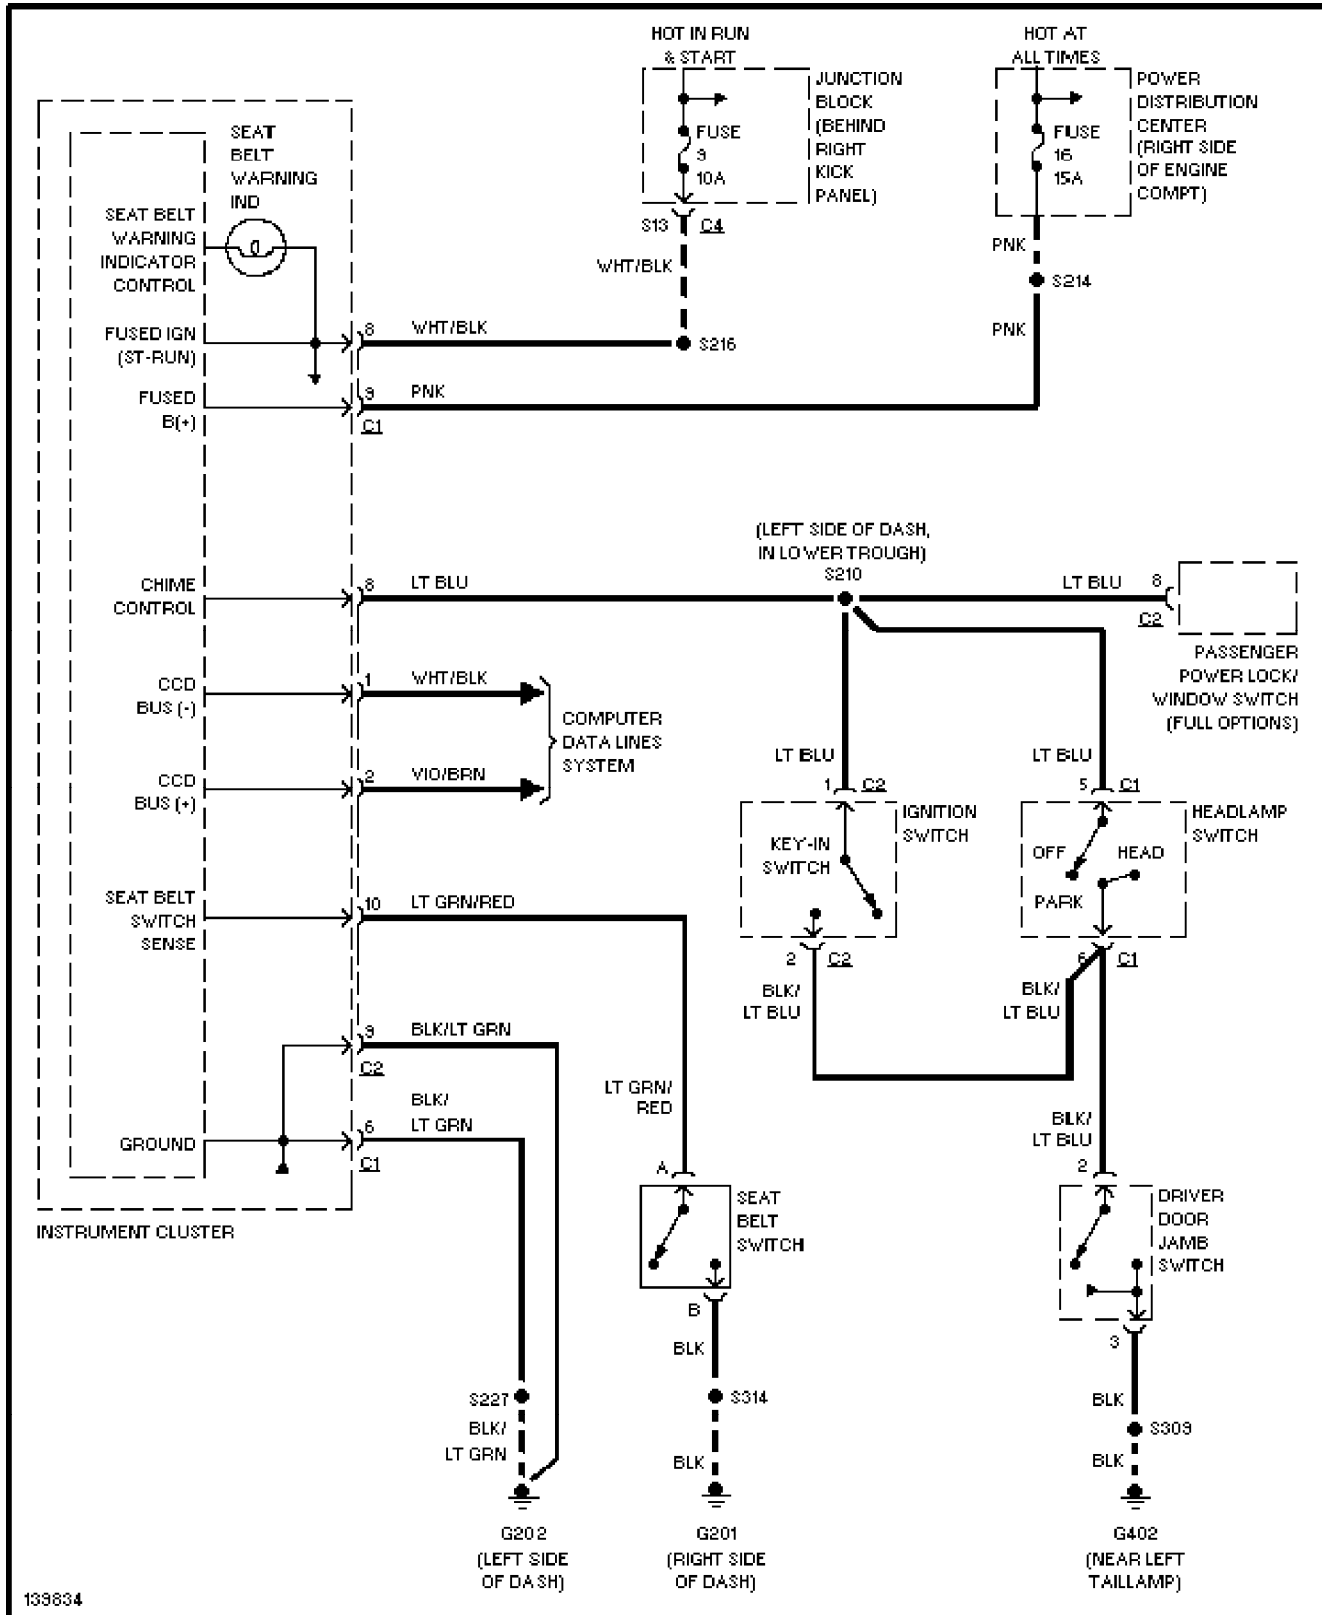 HOT IN RUN
& START
JUNCTION
BLOCK
(BEHIND
RIGHT
KICK
PANEL)
FUSE
9
10A
S13
C4
WHT/BLK
S216
HOT AT
ALL TIMES
POWER
DISTRIBUTION
CENTER
(RIGHT SIDE
OF ENGINE
COMPT)
FUSE
16
15A
PNK
S214
PNK
SEAT
BELT
WARNING
IND
SEAT BELT
WARNING
INDICATOR
CONTROL
FUSED IGN
(ST-RUN)
8
WHT/BLK
FUSED
B(+)
9
PNK
C1
CHIME
CONTROL
8
LT BLU
(LEFT SIDE OF DASH,
IN LOWER TROUGH)
S210
LT BLU
8
C2
PASSENGER
POWER LOCK/
WINDOW SWITCH
(FULL OPTIONS)
CCD
BUS (-)
1
WHT/BLK
CCD
BUS (+)
2
VIO/BRN
COMPUTER
DATA LINES
SYSTEM
LT BLU
1
C2
IGNITION
SWITCH
KEY-IN
SWITCH
2
C2
BLK/
LT BLU
LT BLU
5
C1
HEADLAMP
SWITCH
OFF
HEAD
PARK
6
C1
BLK/
LT BLU
SEAT BELT
SWITCH
SENSE
10
LT GRN/RED
9
BLK/LT GRN
C2
GROUND
6
BLK/
LT GRN
C1
INSTRUMENT CLUSTER
LT GRN/
RED
A
SEAT
BELT
SWITCH
B
BLK
S314
BLK
G201
(RIGHT SIDE
OF DASH)
BLK/
LT BLU
2
DRIVER
DOOR
JAMB
SWITCH
3
BLK
S309
BLK
G402
(NEAR LEFT
TAILLAMP)
S227
BLK/
LT GRN
G202
(LEFT SIDE
OF DASH)
139834